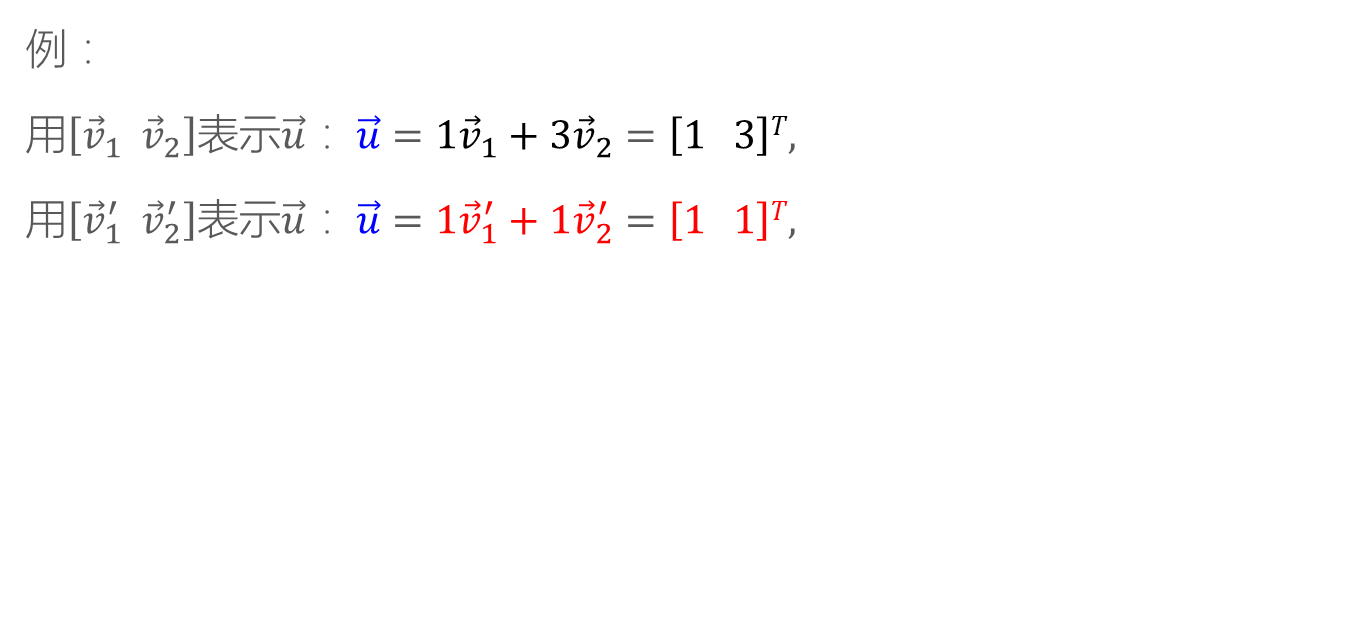 例：
用[v⃗₁ v⃗₂]表示u⃗：u⃗ = 1v⃗₁ + 3v⃗₂ = [1 3]ᵀ,
用[v⃗₁′ v⃗₂′]表示u⃗：u⃗ = 1v⃗₁′ + 1v⃗₂′ = [1 1]ᵀ,